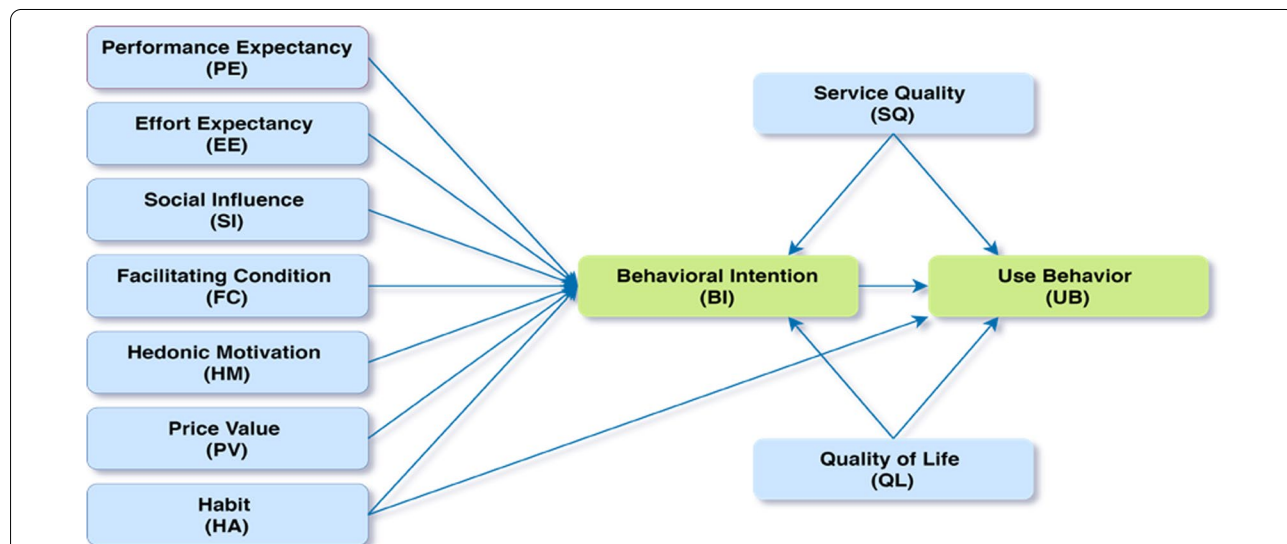 Performance Expectancy
(PE)
Effort Expectancy
(EE)
Social Influence
(SI)
Facilitating Condition
(FC)
Hedonic Motivation
(HM)
Price Value
(PV)
Habit
(HA)
Service Quality
(SQ)
Behavioral Intention
(BI)
Use Behavior
(UB)
Quality of Life
(QL)